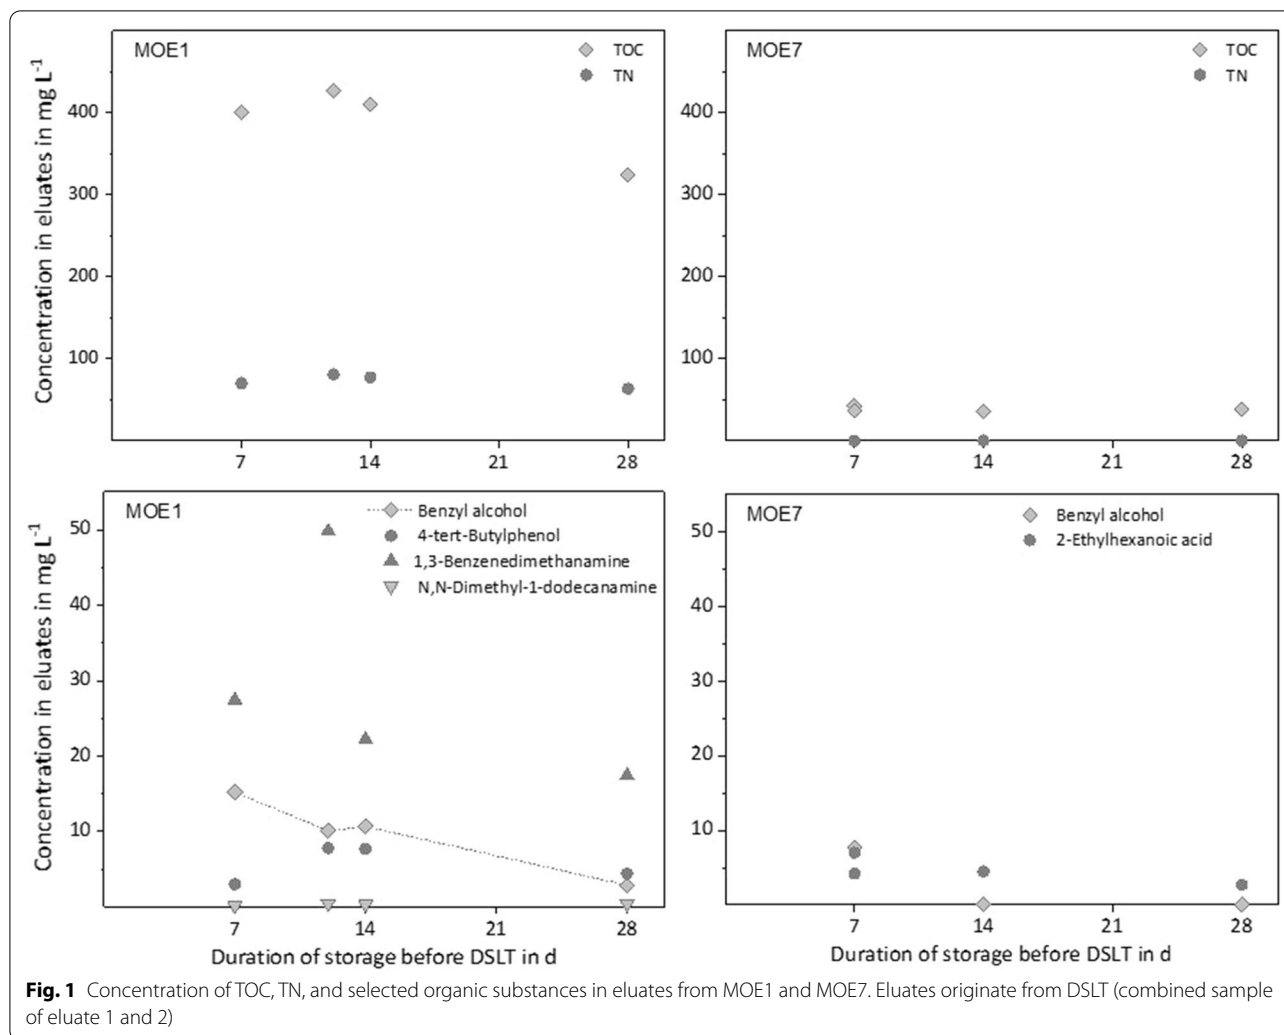 MOE1
TOC
TN
Concentration in eluates in mg L-1
400
300
200
100
7
14
21
28
MOE7
TOC
TN
400
300
200
100
7
14
21
28
MOE1
Benzyl alcohol
4-tert-Butylphenol
1,3-Benzenedimethanamine
N,N-Dimethyl-1-dodecanamine
Concentration in eluates in mg L-1
50
40
30
20
10
7
14
21
28
Duration of storage before DSLT in d
MOE7
Benzyl alcohol
2-Ethylhexanoic acid
50
40
30
20
10
7
14
21
28
Duration of storage before DSLT in d
Fig. 1 Concentration of TOC, TN, and selected organic substances in eluates from MOE1 and MOE7. Eluates originate from DSLT (combined sample
of eluate 1 and 2)